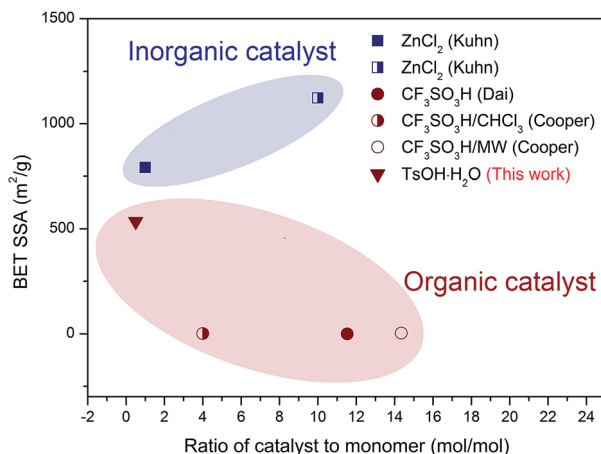 1500
1000
500
0
BET SSA (m²/g)
Inorganic catalyst
Organic catalyst
ZnCl₂ (Kuhn)
ZnCl₂ (Kuhn)
CF₃SO₃H (Dai)
CF₃SO₃H/CHCl₃ (Cooper)
CF₃SO₃H/MW (Cooper)
TsOH·H₂O (This work)
-2 0 2 4 6 8 10 12 14 16 18 20 22 24
Ratio of catalyst to monomer (mol/mol)